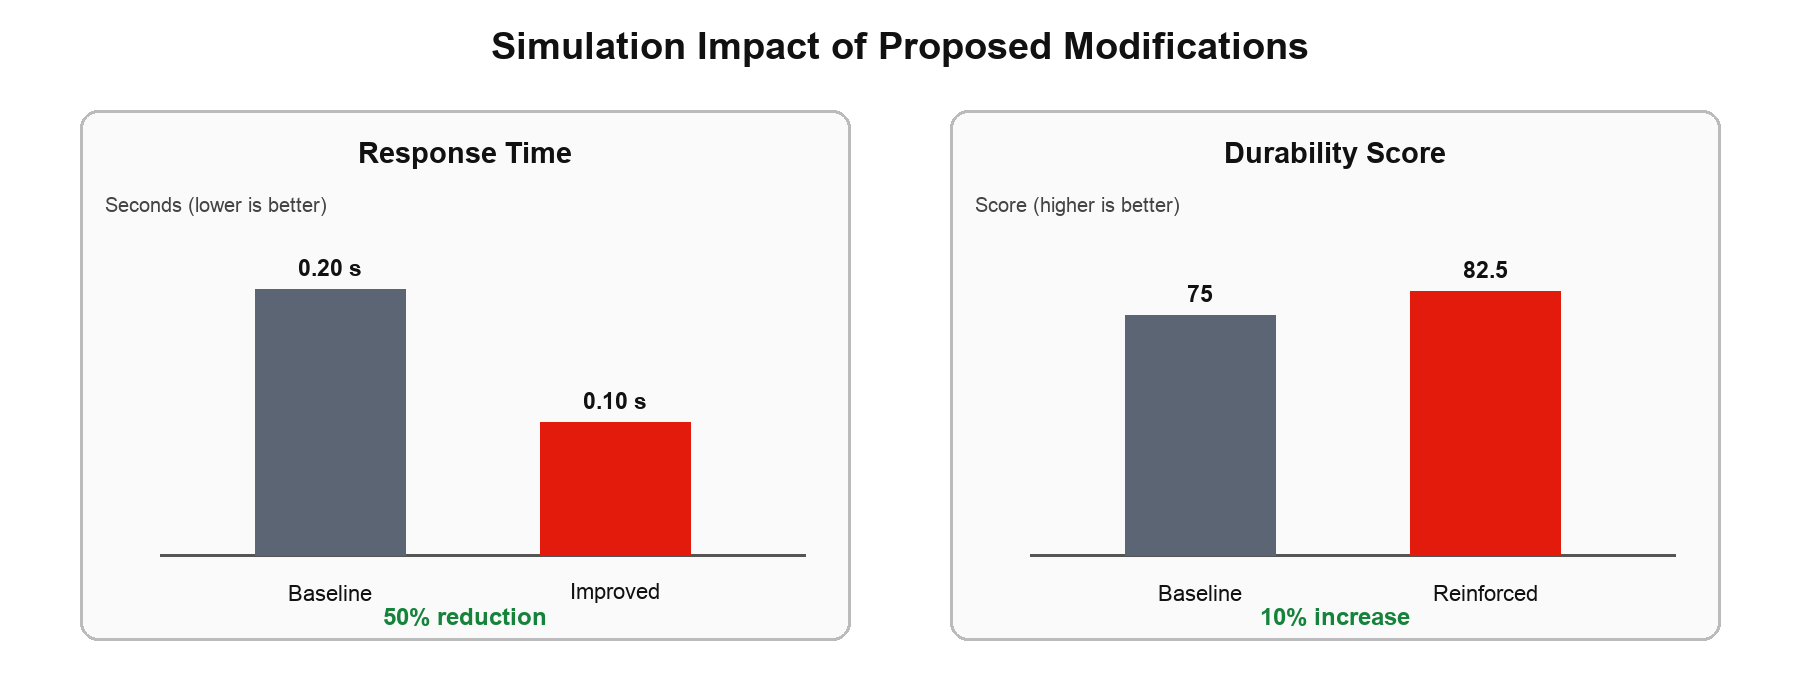 Simulation Impact of Proposed Modifications
Response Time
Seconds (lower is better)
0.20 s
0.10 s
Baseline
Improved
50% reduction
Durability Score
Score (higher is better)
75
82.5
Baseline
Reinforced
10% increase